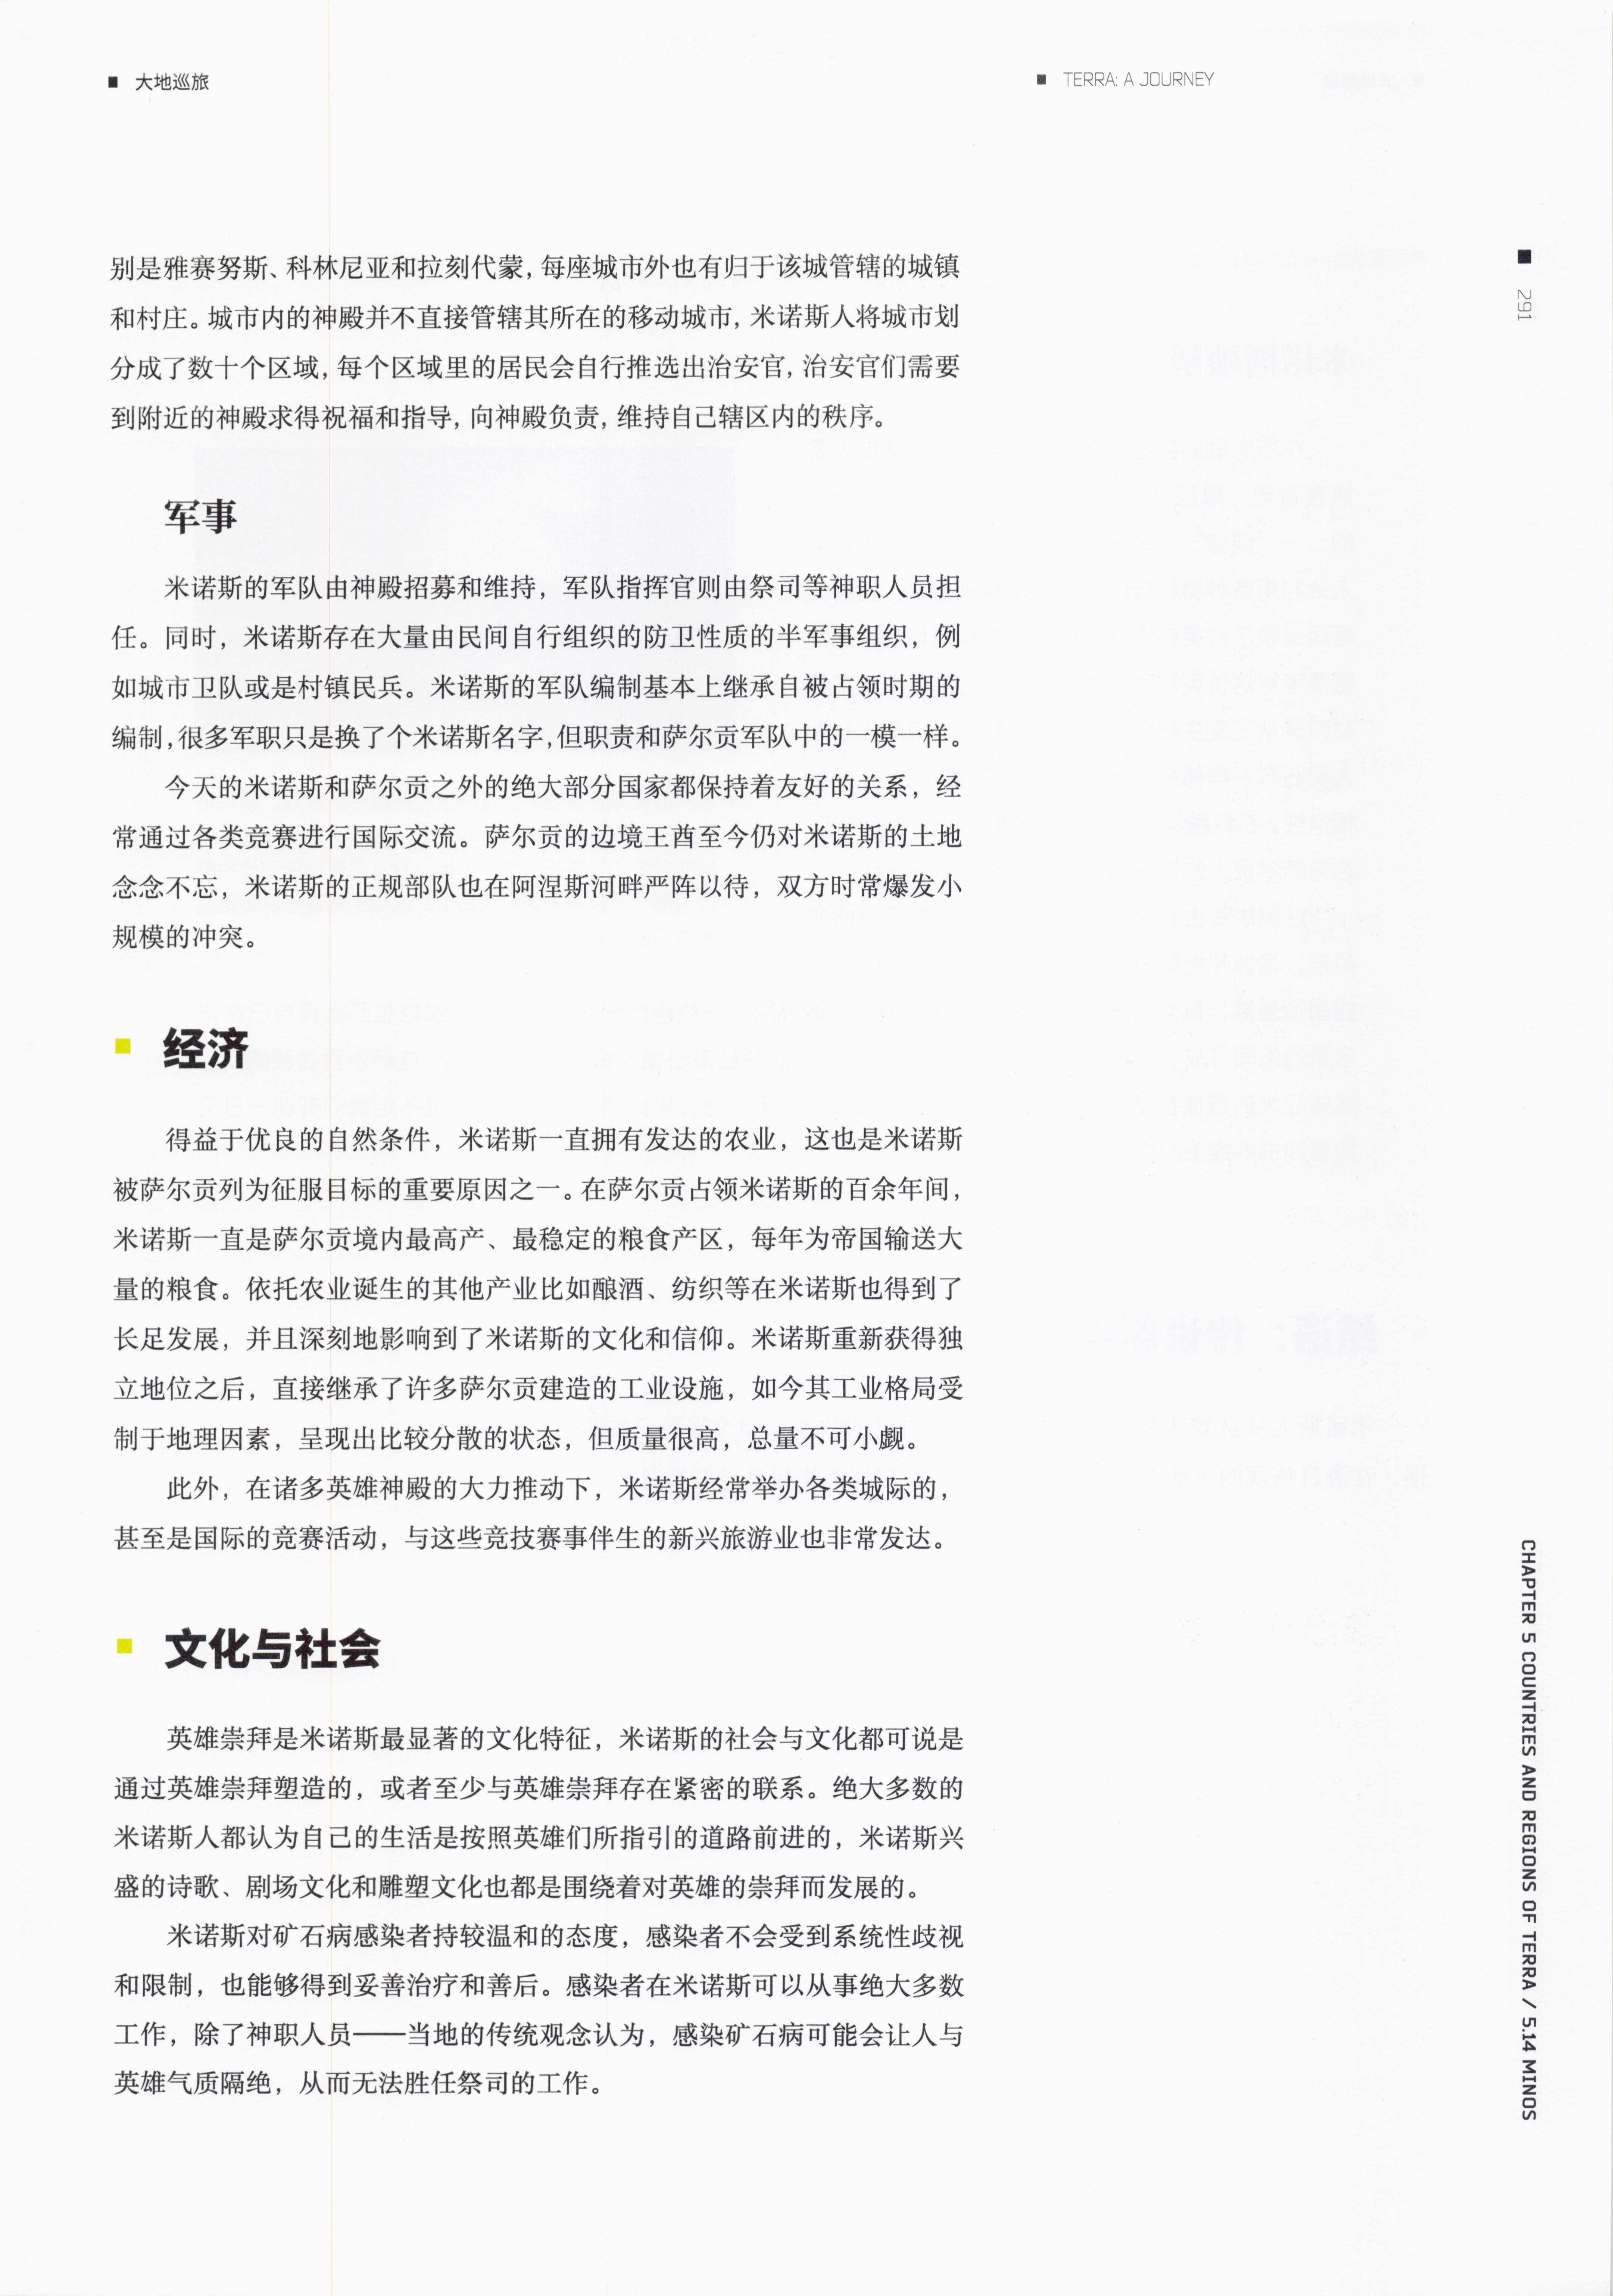 大地巡旅
TERRA: A JOURNEY
291
别是雅赛努斯、科林尼亚和拉刻代蒙，每座城市外也有归于该城管辖的城镇
和村庄。城市内的神殿并不直接管辖其所在的移动城市，米诺斯人将城市划
分成了数十个区域，每个区域里的居民会自行推选出治安官，治安官们需要
到附近的神殿求得祝福和指导，向神殿负责，维持自己辖区内的秩序。
军事
米诺斯的军队由神殿招募和维持，军队指挥官则由祭司等神职人员担
任。同时，米诺斯存在大量由民间自行组织的防卫性质的半军事组织，例
如城市卫队或是村镇民兵。米诺斯的军队编制基本上继承自被占领时期的
编制，很多军职只是换了个米诺斯名字，但职责和萨尔贡军队中的一模一样。
今天的米诺斯和萨尔贡之外的绝大部分国家都保持着友好的关系，经
常通过各类竞赛进行国际交流。萨尔贡的边境王酋至今仍对米诺斯的土地
念念不忘，米诺斯的正规部队也在阿涅斯河畔严阵以待，双方时常爆发小
规模的冲突。
经济
得益于优良的自然条件，米诺斯一直拥有发达的农业，这也是米诺斯
被萨尔贡列为征服目标的重要原因之一。在萨尔贡占领米诺斯的百余年间，
米诺斯一直是萨尔贡境内最高产、最稳定的粮食产区，每年为帝国输送大
量的粮食。依托农业诞生的其他产业比如酿酒、纺织等在米诺斯也得到了
长足发展，并且深刻地影响到了米诺斯的文化和信仰。米诺斯重新获得独
立地位之后，直接继承了许多萨尔贡建造的工业设施，如今其工业格局受
制于地理因素，呈现出比较分散的状态，但质量很高，总量不可小觑。
此外，在诸多英雄神殿的大力推动下，米诺斯经常举办各类城际的，
甚至是国际的竞赛活动，与这些竞技赛事伴生的新兴旅游业也非常发达。
文化与社会
英雄崇拜是米诺斯最显著的文化特征，米诺斯的社会与文化都可说是
通过英雄崇拜塑造的，或者至少与英雄崇拜存在紧密的联系。绝大多数的
米诺斯人都认为自己的生活是按照英雄们所指引的道路前进的，米诺斯兴
盛的诗歌、剧场文化和雕塑文化也都是围绕着对英雄的崇拜而发展的。
米诺斯对矿石病感染者持较温和的态度，感染者不会受到系统性歧视
和限制，也能够得到妥善治疗和善后。感染者在米诺斯可以从事绝大多数
工作，除了神职人员——当地的传统观念认为，感染矿石病可能会让人与
英雄气质隔绝，从而无法胜任祭司的工作。
CHAPTER 5 COUNTRIES AND REGIONS OF TERRA / 5.14 MINOS